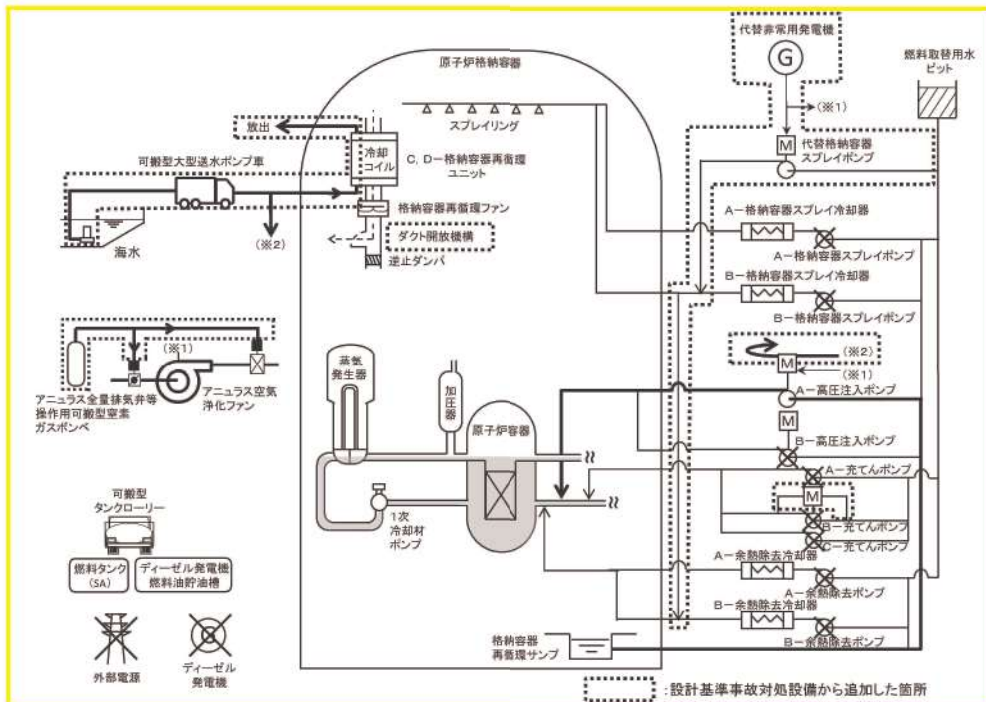 代替非常用発電機
G
燃料取替用水
ピット
原子炉格納容器
(※1)
スプレイリング
放出
M
代替格納容器
スプレイポンプ
冷却
コイル
C, D－格納容器再循環
ユニット
可搬型大型送水ポンプ車
格納容器再循環ファン
A－格納容器スプレイ冷却器
(※2)
海水
ダクト開放機構
A－格納容器スプレイポンプ
逆止ダンパ
B－格納容器スプレイ冷却器
B－格納容器スプレイポンプ
(※1)
(※2)
M
(※1)
蒸気
発生器
加圧器
A－高圧注入ポンプ
アニュラス全量排気弁等
操作用可搬型窒素
ガスボンベ
アニュラス空気
浄化ファン
原子炉容器
M
B－高圧注入ポンプ
A－充てんポンプ
M
可搬型
タンクローリー
1次
冷却材
ポンプ
B－充てんポンプ
C－充てんポンプ
A－余熱除去冷却器
燃料タンク
(SA)
ディーゼル発電機
燃料油貯油槽
A－余熱除去ポンプ
B－余熱除去冷却器
格納容器
再循環サンプ
B－余熱除去ポンプ
外部電源
ディーゼル
発電機
:設計基準事故対処設備から追加した箇所